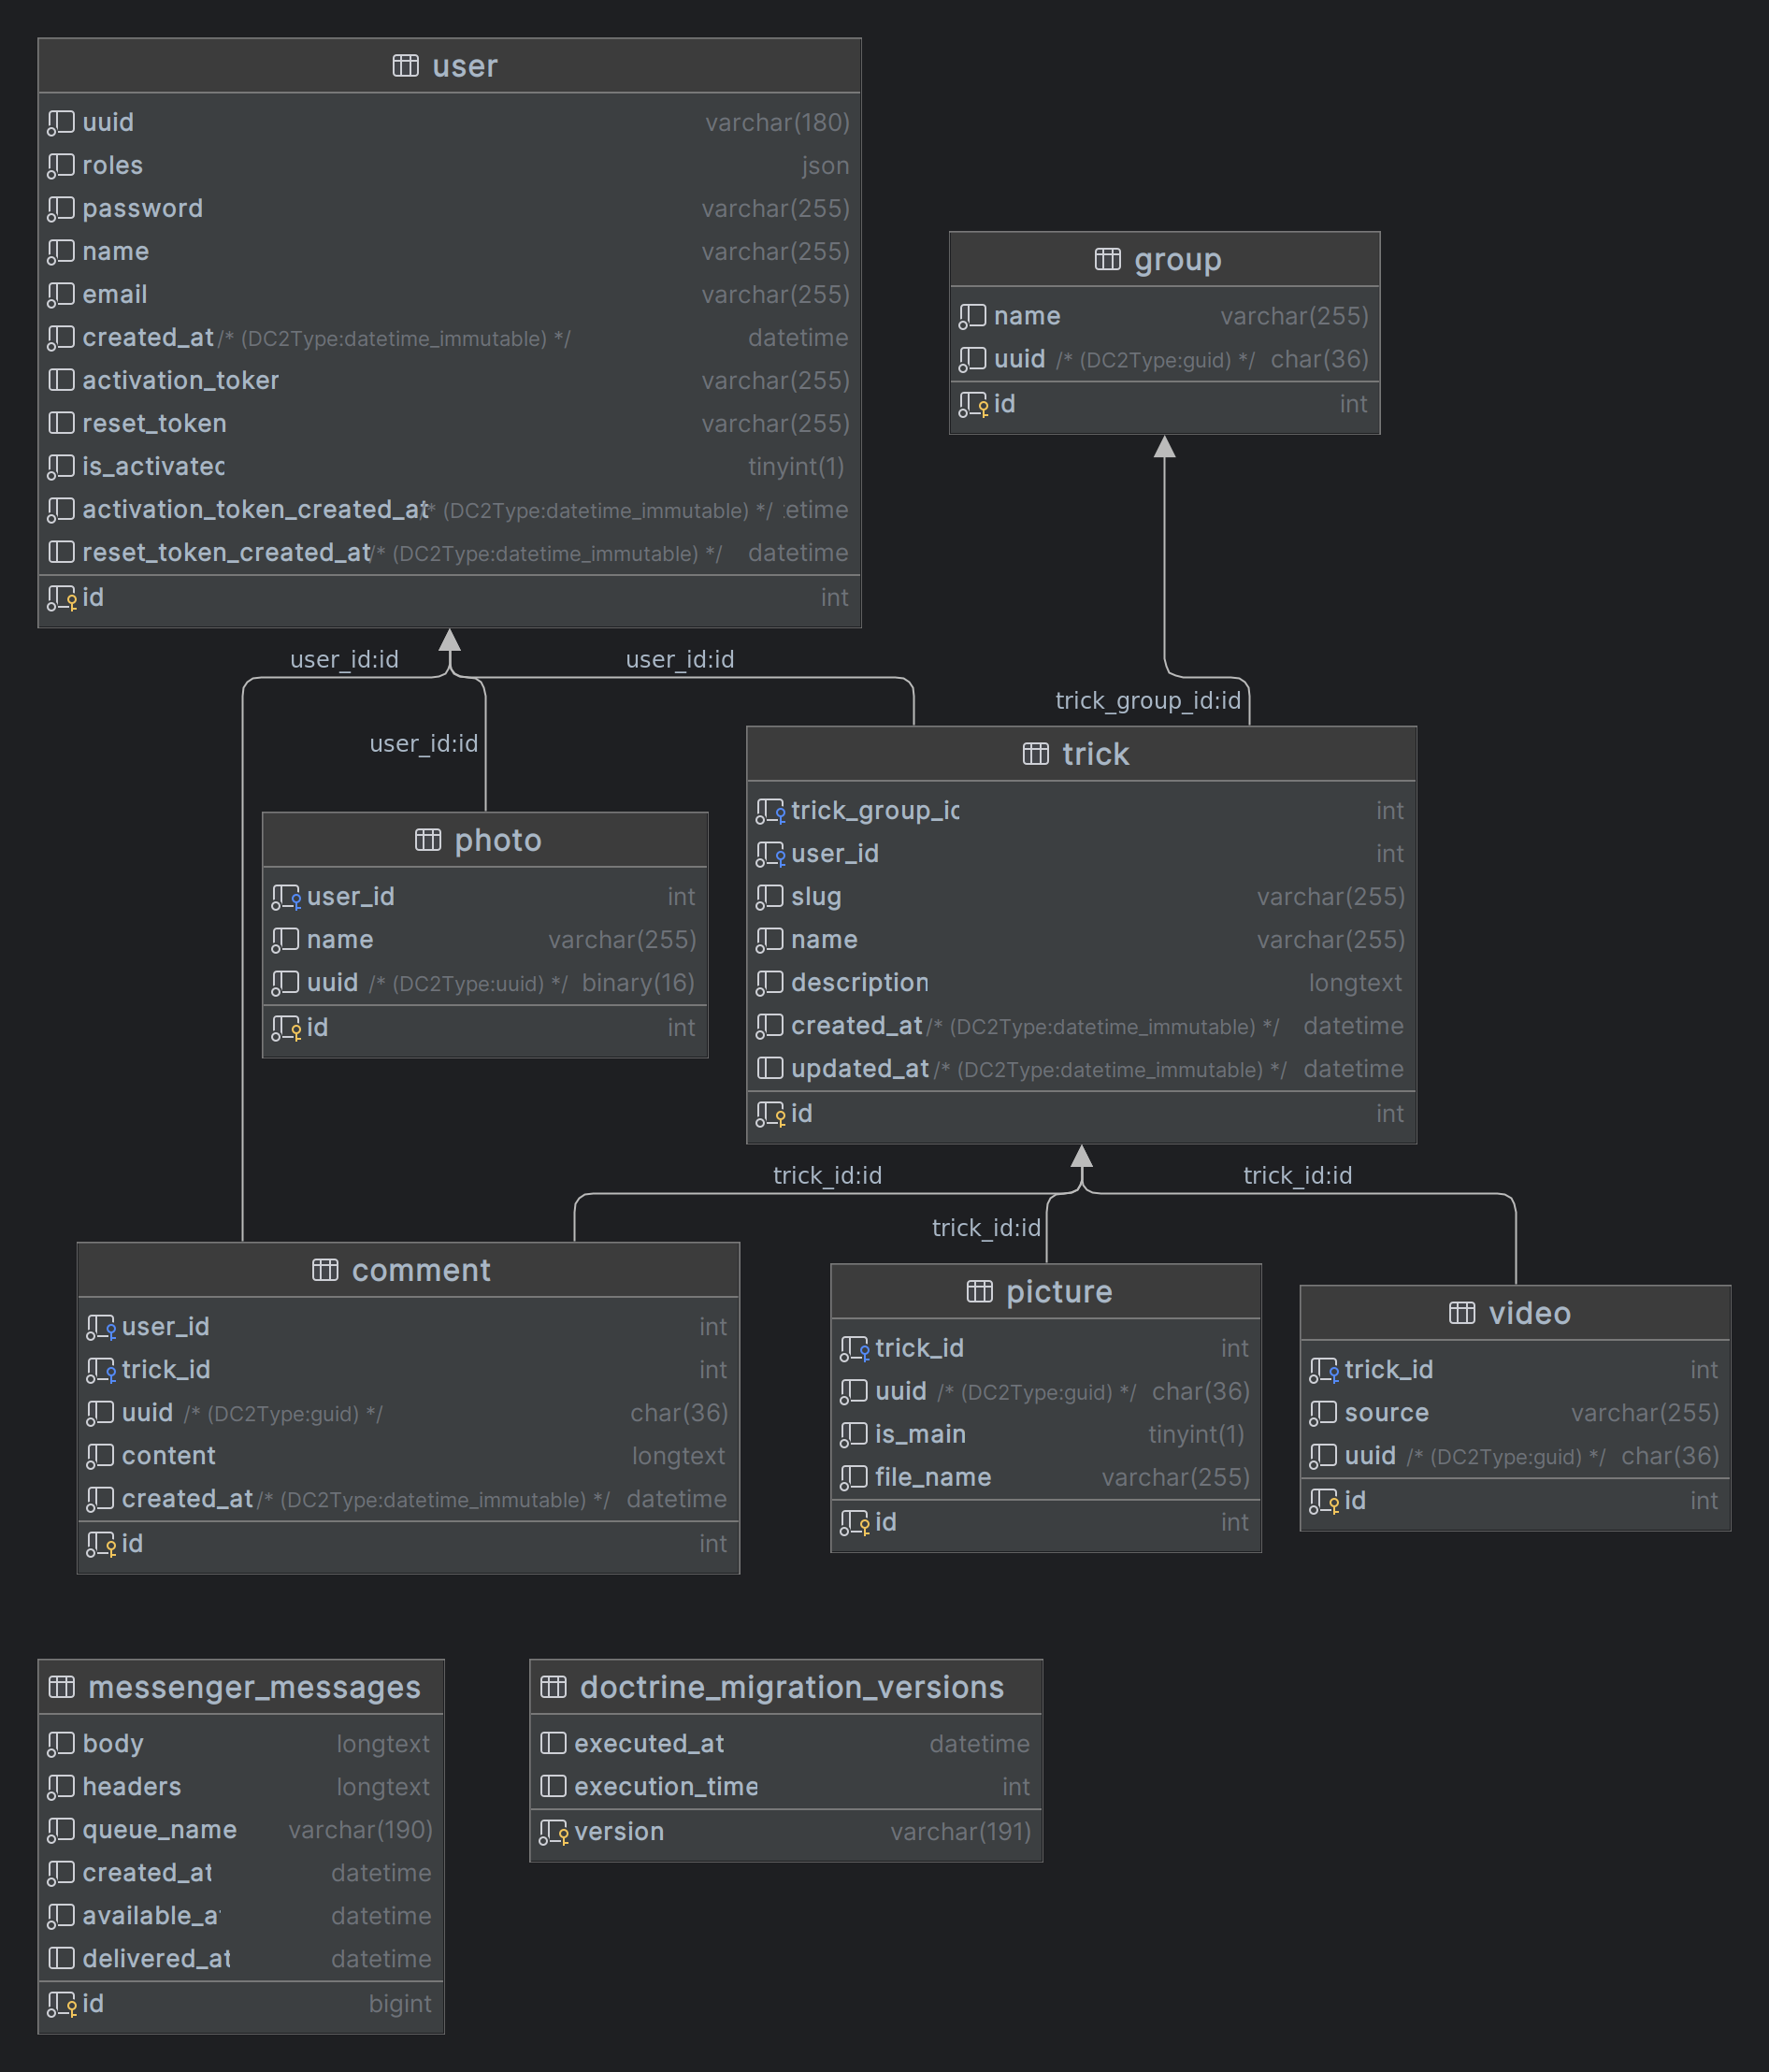 user
uuid varchar(180)
roles json
password varchar(255)
name varchar(255)
email varchar(255)
created_at /* (DC2Type:datetime_immutable) */ datetime
activation_toker varchar(255)
reset_token varchar(255)
is_activated tinyint(1)
activation_token_created_at /* (DC2Type:datetime_immutable) */ etime
reset_token_created_at /* (DC2Type:datetime_immutable) */ datetime
id int
group
name varchar(255)
uuid /* (DC2Type:guid) */ char(36)
id int
user_id:id
user_id:id
user_id:id
trick_group_id:id
photo
user_id int
name varchar(255)
uuid /* (DC2Type:uuid) */ binary(16)
id int
trick
trick_group_id int
user_id int
slug varchar(255)
name varchar(255)
description longtext
created_at /* (DC2Type:datetime_immutable) */ datetime
updated_at /* (DC2Type:datetime_immutable) */ datetime
id int
trick_id:id
trick_id:id
trick_id:id
comment
user_id int
trick_id int
uuid /* (DC2Type:guid) */ char(36)
content longtext
created_at /* (DC2Type:datetime_immutable) */ datetime
id int
picture
trick_id int
uuid /* (DC2Type:guid) */ char(36)
is_main tinyint(1)
file_name varchar(255)
id int
video
trick_id int
source varchar(255)
uuid /* (DC2Type:guid) */ char(36)
id int
messenger_messages
body longtext
headers longtext
queue_name varchar(190)
created_at datetime
available_at datetime
delivered_at datetime
id bigint
doctrine_migration_versions
executed_at datetime
execution_time int
version varchar(191)